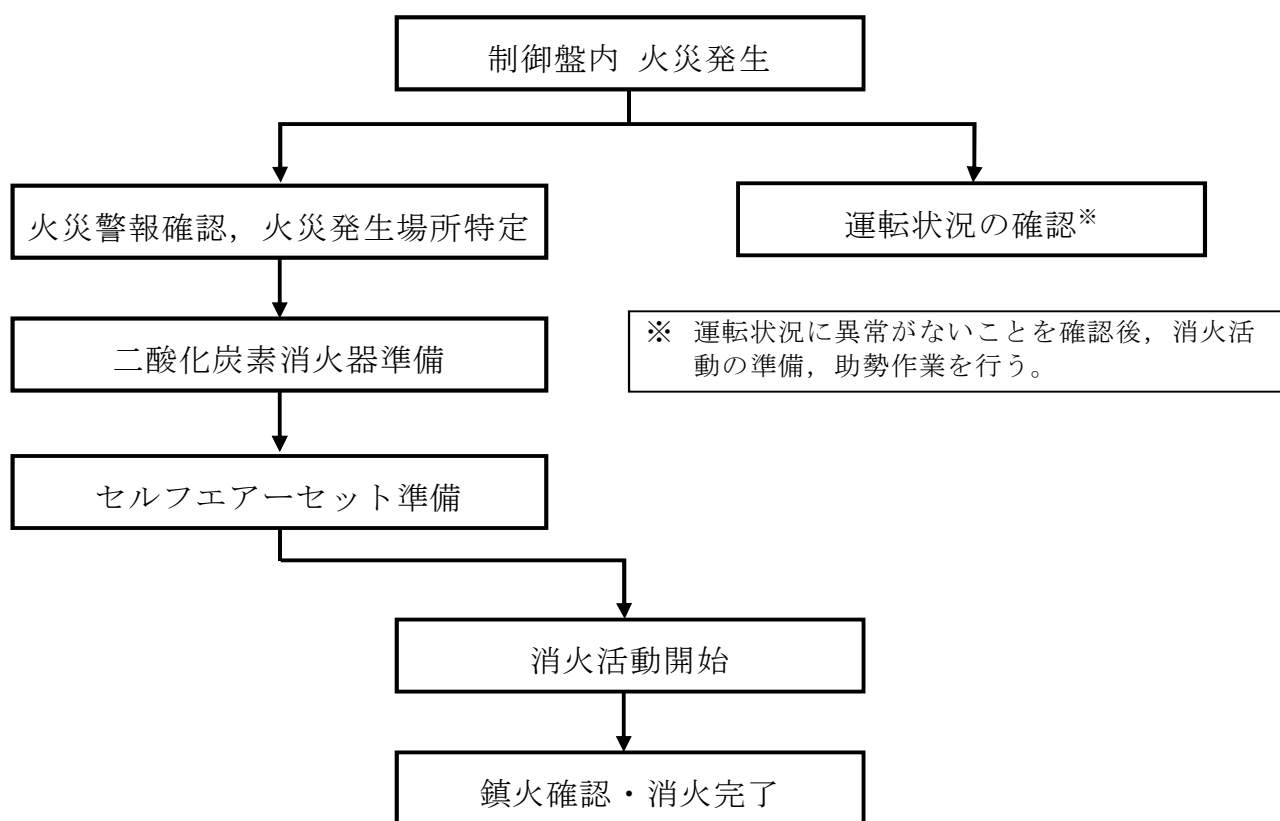 制御盤内 火災発生
火災警報確認，火災発生場所特定
運転状況の確認※
二酸化炭素消火器準備
※ 運転状況に異常がないことを確認後，消火活
動の準備，助勢作業を行う。
セルフエアーセット準備
消火活動開始
鎮火確認・消火完了